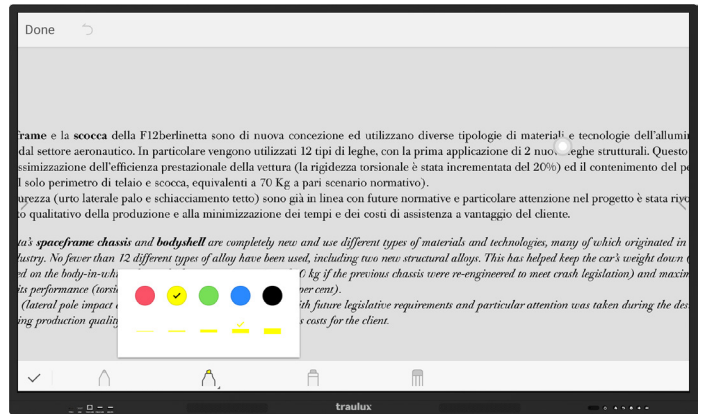 Done
frame e la scocca della F12berlinetta sono di nuova concezione ed utilizzano diverse tipologie di materiali e tecnologie dell'allumin
dal settore aeronautico. In particolare vengono utilizzati 12 tipi di leghe, con la prima applicazione di 2 nuo leghe strutturali. Questo
ssimizzazione dell'efficienza prestazionale della vettura (la rigidezza torsionale è stata incrementata del 20%) ed il contenimento del pe
l solo perimetro di telaio e scocca, equivalenti a 70 Kg a pari scenario normativo).
urezza (urto laterale palo e schiacciamento tetto) sono già in linea con future normative e particolare attenzione nel progetto è stata rivo
to qualitativo della produzione e alla minimizzazione dei tempi e dei costi di assistenza a vantaggio del cliente.
ta's spaceframe chassis and bodyshell are completely new and use different types of materials and technologies, many of which originated in
dustry. No fewer than 12 different types of alloy have been used, including two new structural alloys. This has helped keep the car's weight down
ed on the body-in-whi 0 kg if the previous chassis were re-engineered to meet crash legislation) and maxim
its performance (torsi per cent).
(lateral pole impact th future legislative requirements and particular attention was taken during the des
ing production quality s costs for the client.
traulux